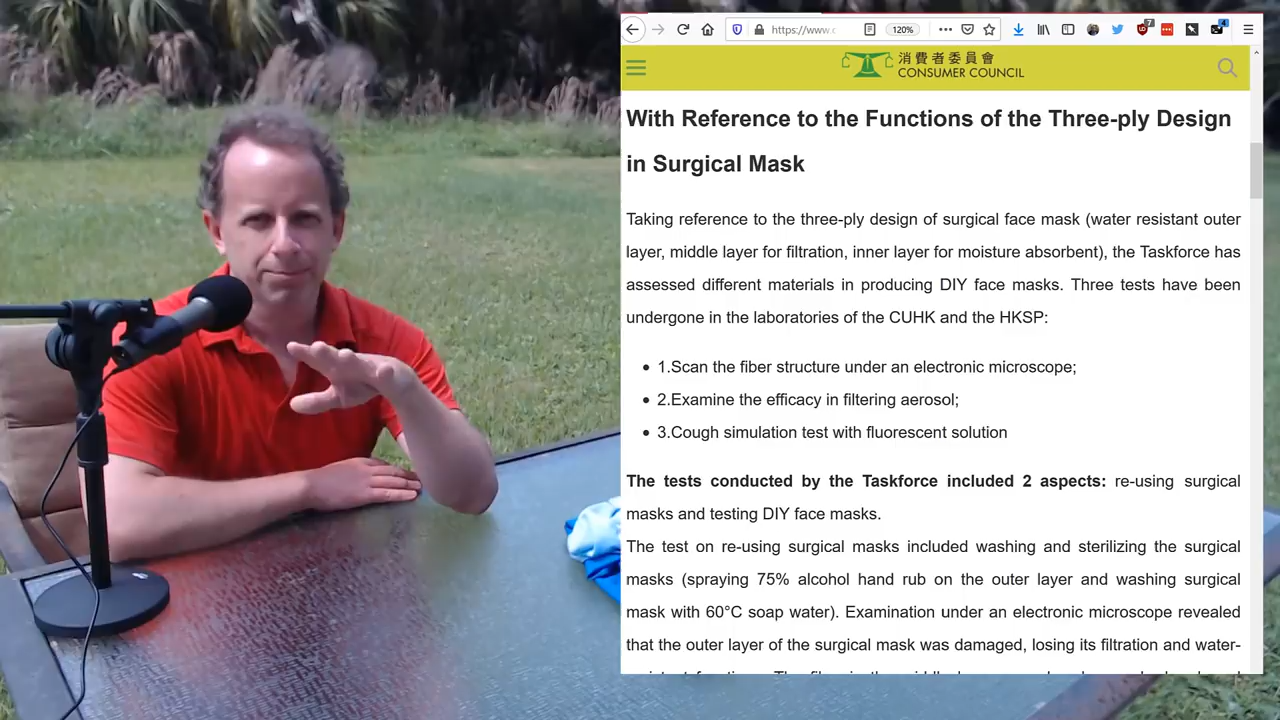 https://www.c
120%
7
4
消費者委員會
CONSUMER COUNCIL
With Reference to the Functions of the Three-ply Design
in Surgical Mask
Taking reference to the three-ply design of surgical face mask (water resistant outer
layer, middle layer for filtration, inner layer for moisture absorbent), the Taskforce has
assessed different materials in producing DIY face masks. Three tests have been
undergone in the laboratories of the CUHK and the HKSP:
1.Scan the fiber structure under an electronic microscope;
2.Examine the efficacy in filtering aerosol;
3.Cough simulation test with fluorescent solution
The tests conducted by the Taskforce included 2 aspects: re-using surgical
masks and testing DIY face masks.
The test on re-using surgical masks included washing and sterilizing the surgical
masks (spraying 75% alcohol hand rub on the outer layer and washing surgical
mask with 60°C soap water). Examination under an electronic microscope revealed
that the outer layer of the surgical mask was damaged, losing its filtration and water-